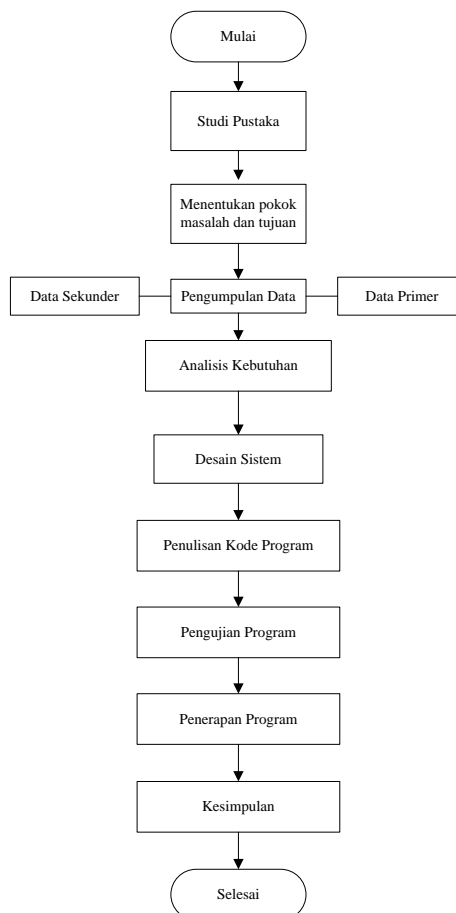 Mulai
Studi Pustaka
Menentukan pokok
masalah dan tujuan
Data Sekunder
Pengumpulan Data
Data Primer
Analisis Kebutuhan
Desain Sistem
Penulisan Kode Program
Pengujian Program
Penerapan Program
Kesimpulan
Selesai